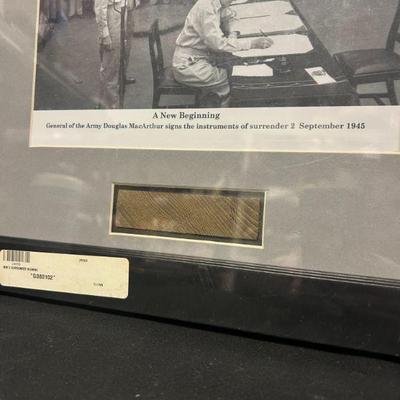 A New Beginning
General of the Army Douglas MacArthur signs the instruments of surrender 2 September 1945
"G380102"